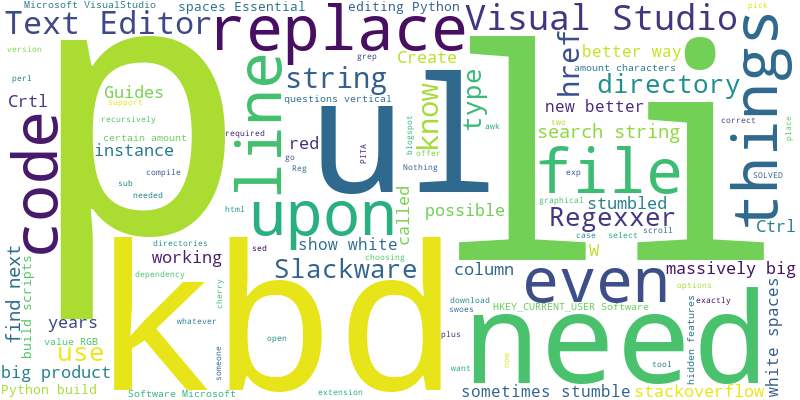 Microsoft VisualStudio
spaces Essential
editing Python
pick
Text Editor
replace
Visual Studio
version
grep
better way
things
perl
p
line
string
Create
ul
type
href
amount characters
directory
Crtl
Guides
support
questions vertical
know
li
new better
code
recursively
blogspot
certain amount
required
red
awk
search string
two
correct
place
instance
go
Reg
PITA
Nothing
offer
file
exp
SOLVED
compile
sub
needed
upon
called
possible
graphical
stumbled
html
Regexxer
scroll
Ctrl
directories
sed
show white
case
select
W
find next
build scripts
working
choosing
Slackware
column
even
massively big
dependency
kbd
need
options
white spaces
cherry
download
swoes
HKEY_CURRENT_USER Software
exactly
years
whatever
hidden features
value RGB
open
plus
use
someone
now
tool
big product
want
Python build
Software Microsoft
extension
sometimes stumble
stackoverflow